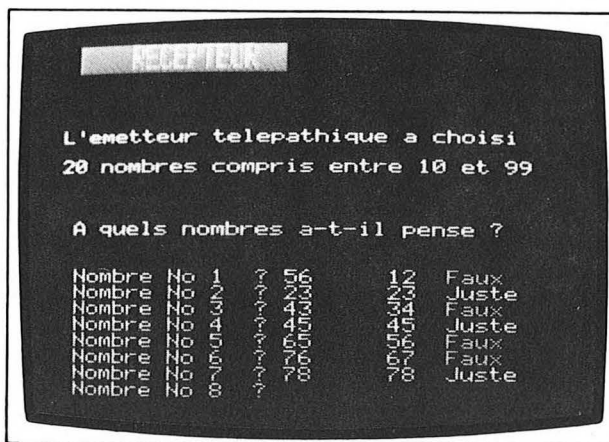 RECEPTEUR
L'emetteur telepathique a choisi
20 nombres compris entre 10 et 99
A quels nombres a-t-il pense ?
Nombre No 1 ? 56 12 Faux
Nombre No 2 ? 23 23 Juste
Nombre No 3 ? 43 34 Faux
Nombre No 4 ? 45 45 Juste
Nombre No 5 ? 65 56 Faux
Nombre No 6 ? 76 67 Faux
Nombre No 7 ? 78 78 Juste
Nombre No 8 ?